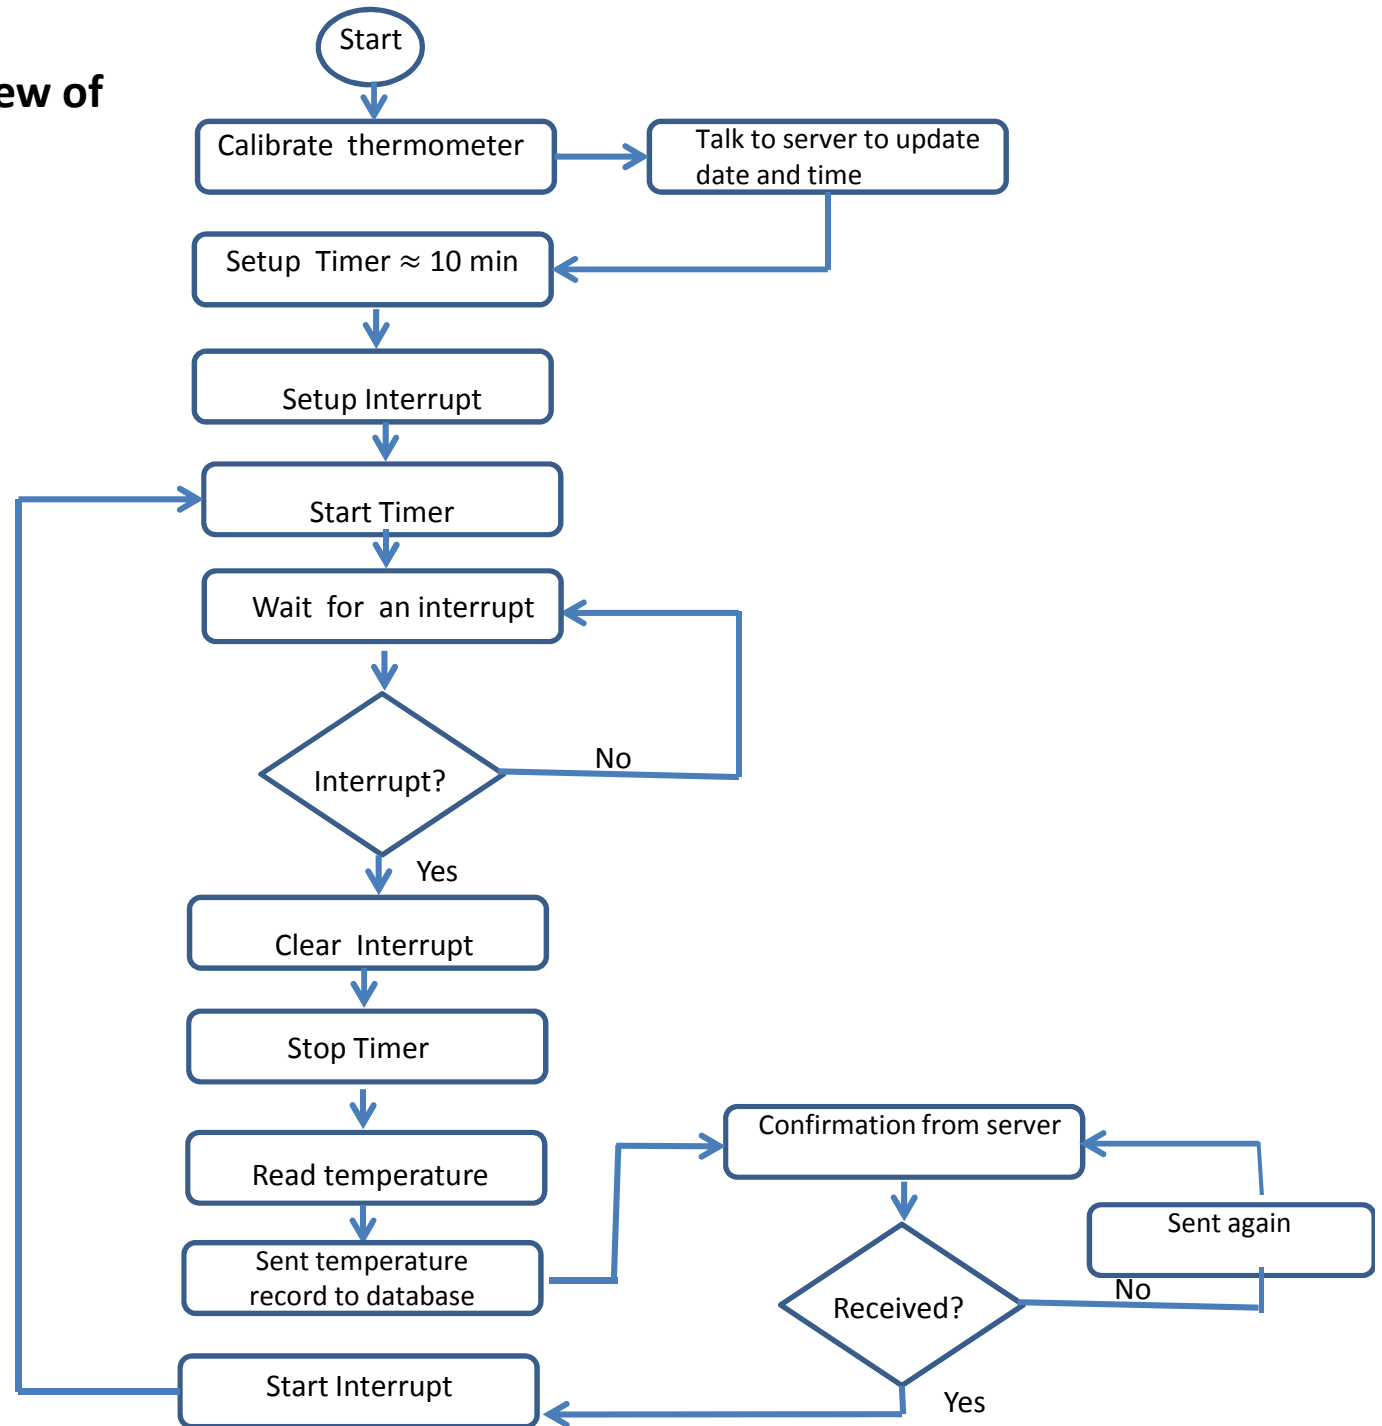 Start
ew of
Calibrate thermometer
Talk to server to update
date and time
Setup Timer ≈ 10 min
Setup Interrupt
Start Timer
Wait for an interrupt
No
Interrupt?
Yes
Clear Interrupt
Stop Timer
Confirmation from server
Read temperature
Sent again
Sent temperature
record to database
No
Received?
Start Interrupt
Yes